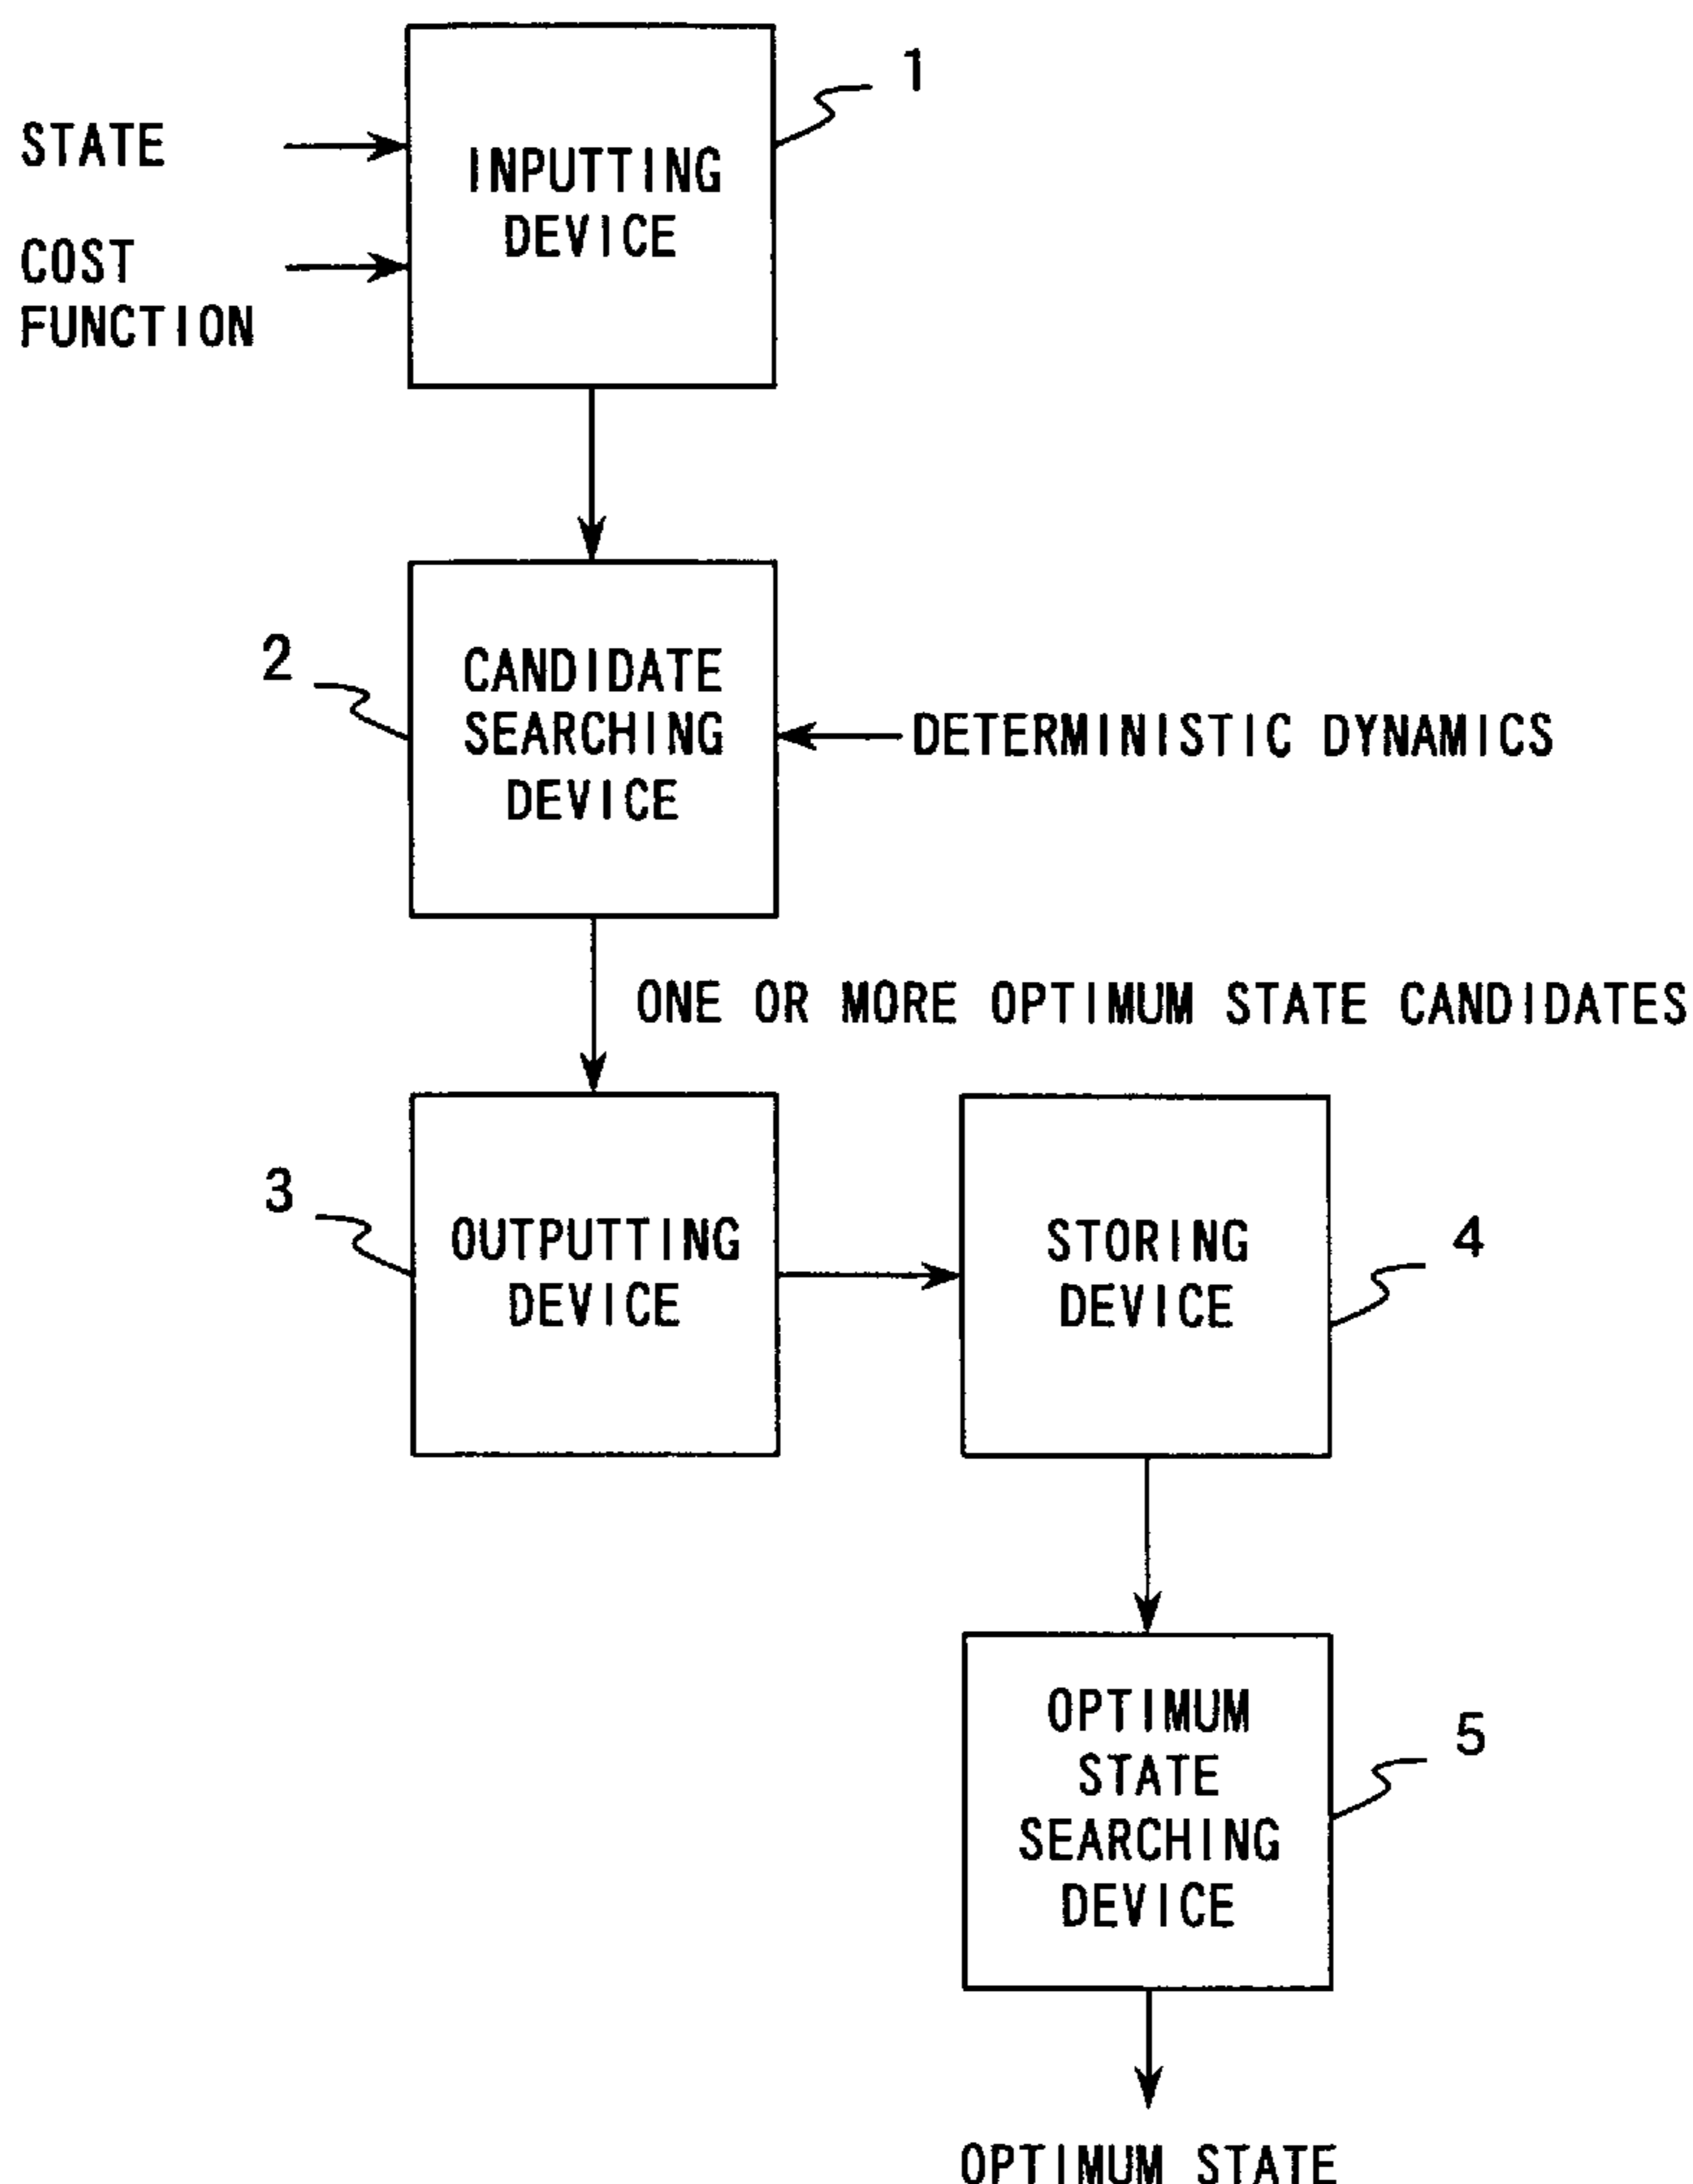 1
STATE
INPUTTING
DEVICE
COST
FUNCTION
2
CANDIDATE
SEARCHING
DEVICE
DETERMINISTIC DYNAMICS
ONE OR MORE OPTIMUM STATE CANDIDATES
3
OUTPUTTING
DEVICE
STORING
DEVICE
4
OPTIMUM
STATE
SEARCHING
DEVICE
5
OPTIMUM STATE